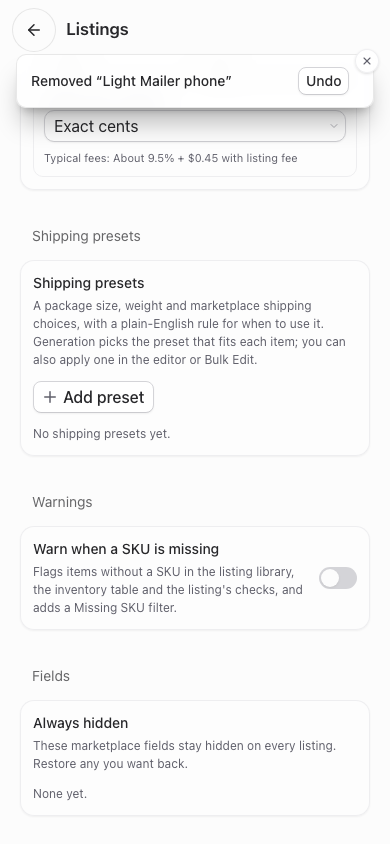 Listings
Removed “Light Mailer phone”
Undo
Exact cents
Typical fees: About 9.5% + $0.45 with listing fee
Shipping presets
Shipping presets
A package size, weight and marketplace shipping
choices, with a plain-English rule for when to use it.
Generation picks the preset that fits each item; you can
also apply one in the editor or Bulk Edit.
+ Add preset
No shipping presets yet.
Warnings
Warn when a SKU is missing
Flags items without a SKU in the listing library,
the inventory table and the listing's checks, and
adds a Missing SKU filter.
Fields
Always hidden
These marketplace fields stay hidden on every listing.
Restore any you want back.
None yet.